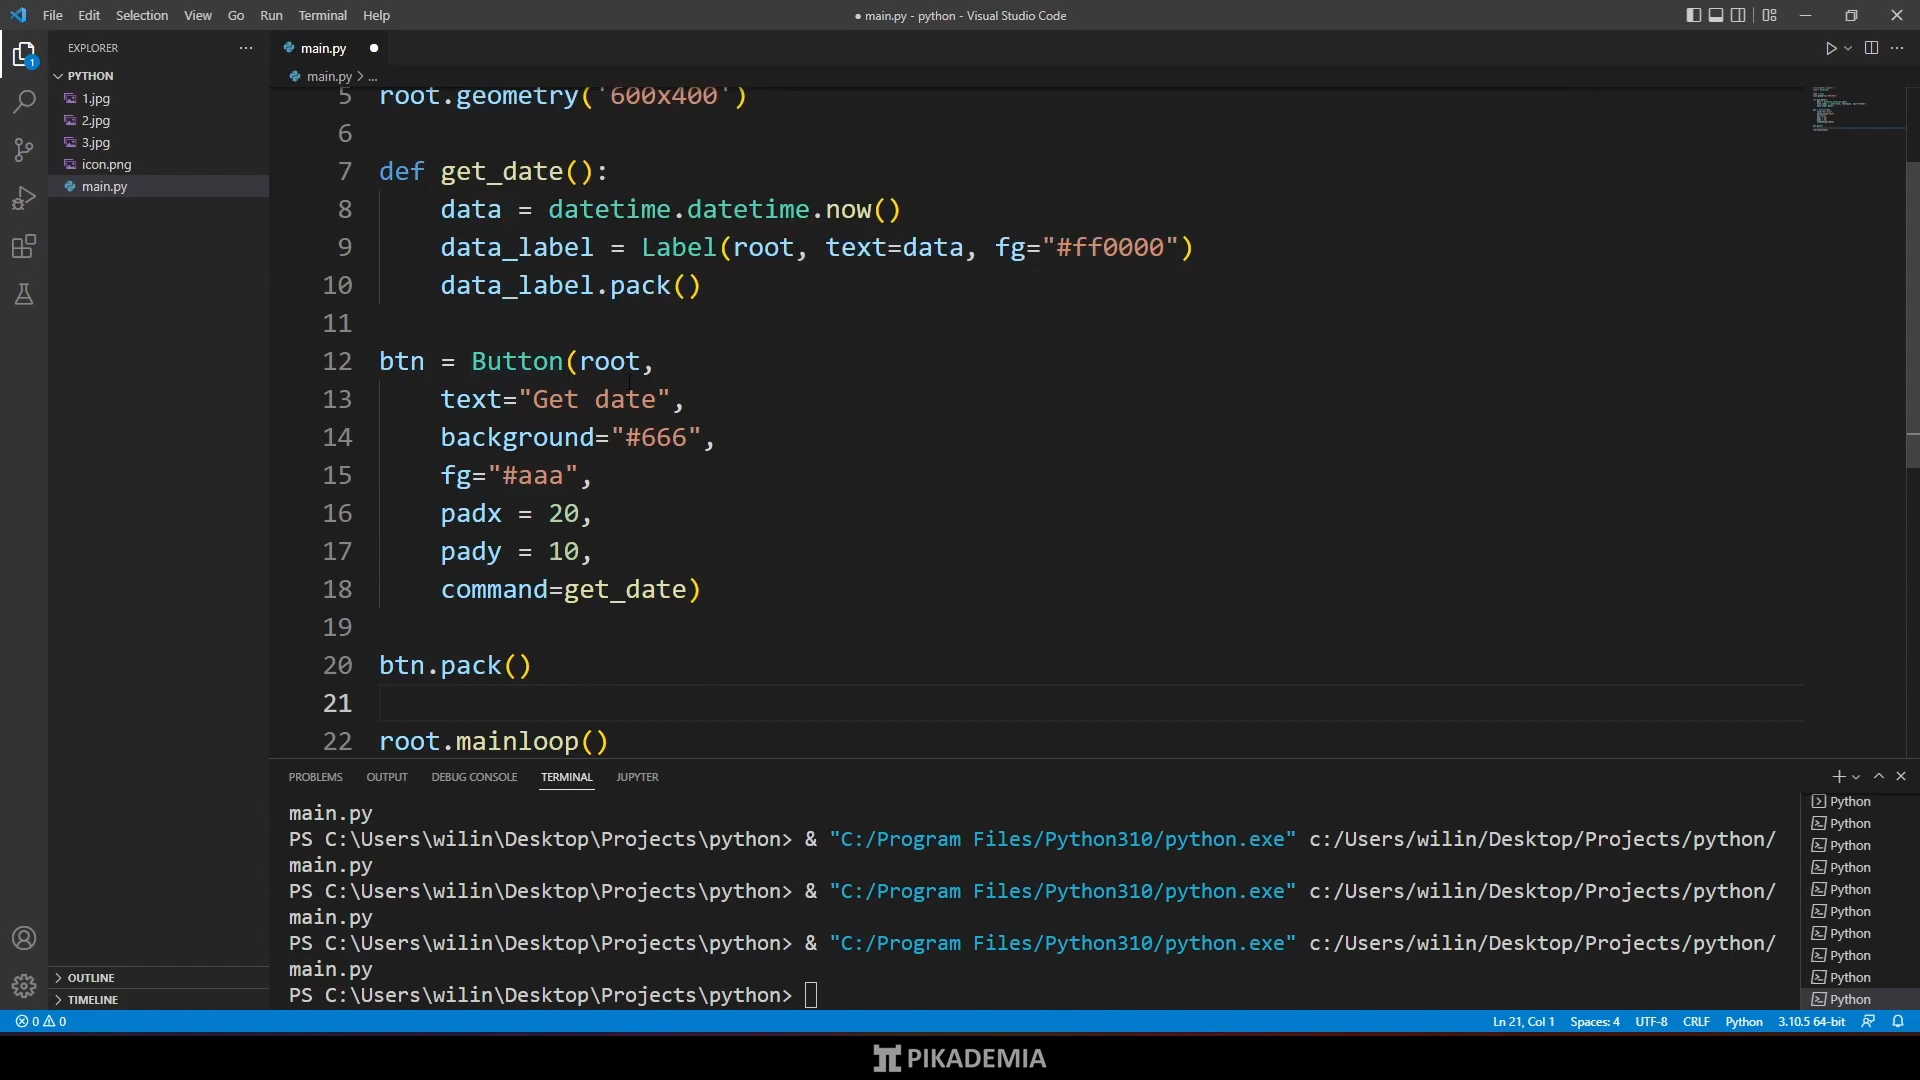 File Edit Selection View Go Run Terminal Help
● main.py - python - Visual Studio Code
EXPLORER
main.py
PYTHON
main.py > ...
1.jpg
2.jpg
3.jpg
icon.png
main.py
1
5 root.geometry('600x400')
6
7 def get_date():
8 data = datetime.datetime.now()
9 data_label = Label(root, text=data, fg="#ff0000")
10 data_label.pack()
11
12 btn = Button(root,
13 text="Get date",
14 background="#666",
15 fg="#aaa",
16 padx = 20,
17 pady = 10,
18 command=get_date)
19
20 btn.pack()
21
22 root.mainloop()
PROBLEMS OUTPUT DEBUG CONSOLE TERMINAL JUPYTER
main.py
PS C:\Users\wilin\Desktop\Projects\python> & "C:/Program Files/Python310/python.exe" c:/Users/wilin/Desktop/Projects/python/
main.py
PS C:\Users\wilin\Desktop\Projects\python> & "C:/Program Files/Python310/python.exe" c:/Users/wilin/Desktop/Projects/python/
main.py
PS C:\Users\wilin\Desktop\Projects\python> & "C:/Program Files/Python310/python.exe" c:/Users/wilin/Desktop/Projects/python/
main.py
PS C:\Users\wilin\Desktop\Projects\python>
Python
Python
Python
Python
Python
Python
Python
Python
Python
Python
OUTLINE
TIMELINE
0 0
Ln 21, Col 1 Spaces: 4 UTF-8 CRLF Python 3.10.5 64-bit
PIKADEMIA